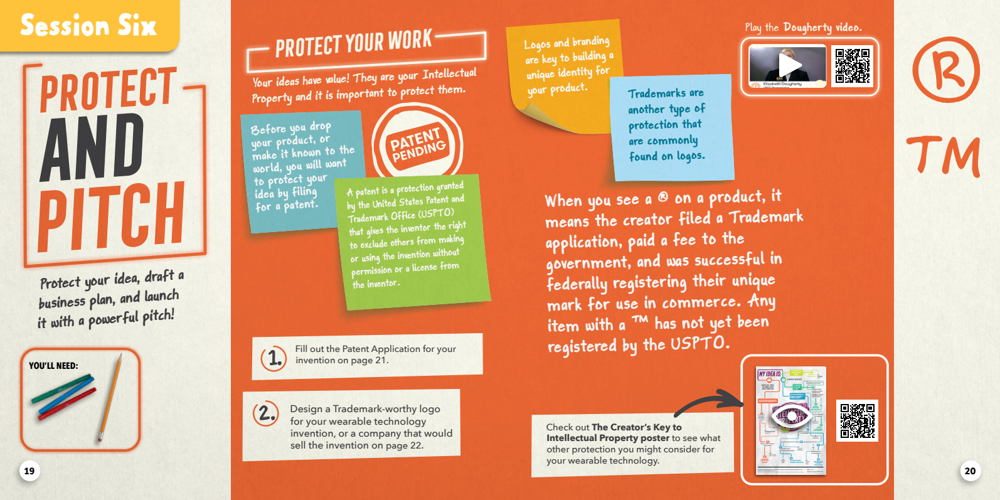 Session Six
PROTECT
AND
PITCH
Protect your idea, draft a
business plan, and launch
it with a powerful pitch!
YOU'LL NEED:
19
PROTECT YOUR WORK
Your ideas have value! They are your Intellectual
Property and it is important to protect them.
Before you drop
your product, or
make it known to the
world, you will want
to protect your
idea by filing
for a patent.
PATENT
PENDING
A patent is a protection granted
by the United States Patent and
Trademark Office (USPTO)
that gives the inventor the right
to exclude others from making
or using the invention without
permission or a license from
the inventor.
1.
Fill out the Patent Application for your
invention on page 21.
2.
Design a Trademark-worthy logo
for your wearable technology
invention, or a company that would
sell the invention on page 22.
Logos and branding
are key to building a
unique identity for
your product.
Trademarks are
another type of
protection that
are commonly
found on logos.
Play the Dougherty video.
Elizabeth Dougherty
When you see a ® on a product, it
means the creator filed a Trademark
application, paid a fee to the
government, and was successful in
federally registering their unique
mark for use in commerce. Any
item with a ™ has not yet been
registered by the USPTO.
Check out The Creator's Key to
Intellectual Property poster to see what
other protection you might consider for
your wearable technology.
MY IDEA IS:
INTELLECTUAL
PROPERTY
®
TM
20